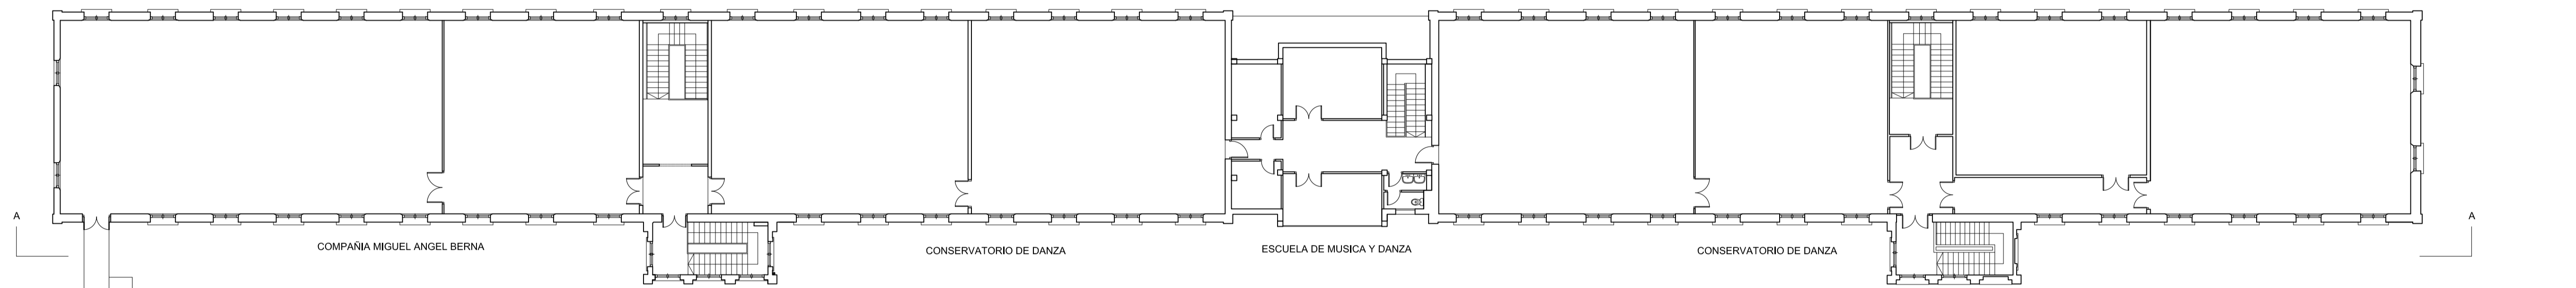 A
A
COMPAÑIA MIGUEL ANGEL BERNA
CONSERVATORIO DE DANZA
ESCUELA DE MUSICA Y DANZA
CONSERVATORIO DE DANZA